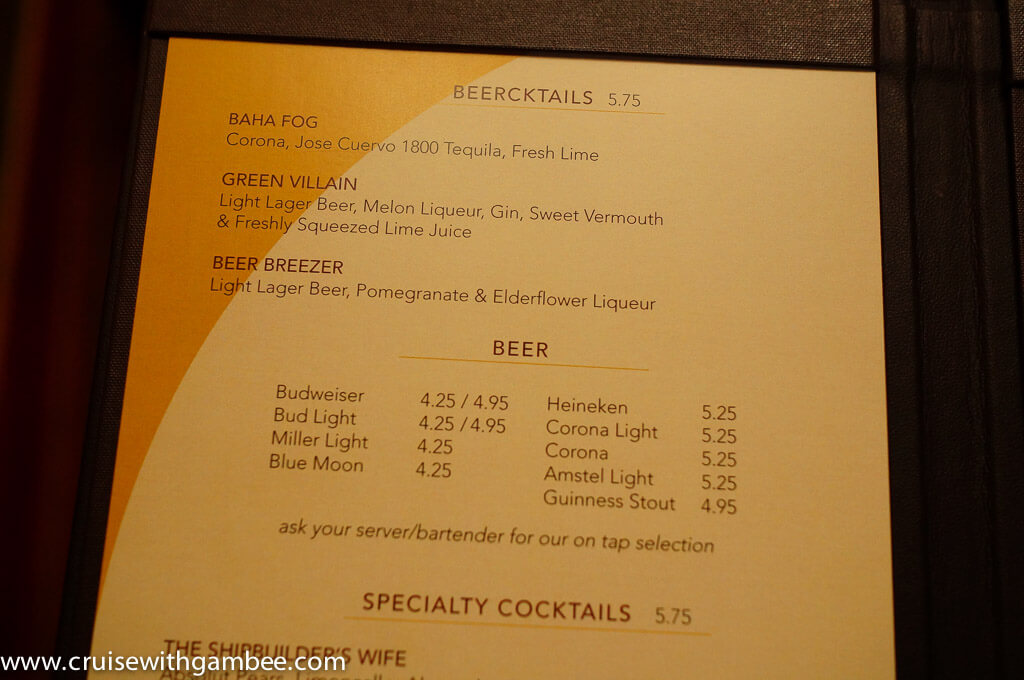 BEERCKTAILS 5.75
BAHA FOG
Corona, Jose Cuervo 1800 Tequila, Fresh Lime
GREEN VILLAIN
Light Lager Beer, Melon Liqueur, Gin, Sweet Vermouth
& Freshly Squeezed Lime Juice
BEER BREEZER
Light Lager Beer, Pomegranate & Elderflower Liqueur
BEER
Budweiser 4.25 / 4.95
Bud Light 4.25 / 4.95
Miller Light 4.25
Blue Moon 4.25
Heineken 5.25
Corona Light 5.25
Corona 5.25
Amstel Light 5.25
Guinness Stout 4.95
ask your server/bartender for our on tap selection
SPECIALTY COCKTAILS 5.75
THE SHIPBUILDER'S WIFE
Absolut Pears, Limoncello,
www.cruisewithgambee.com